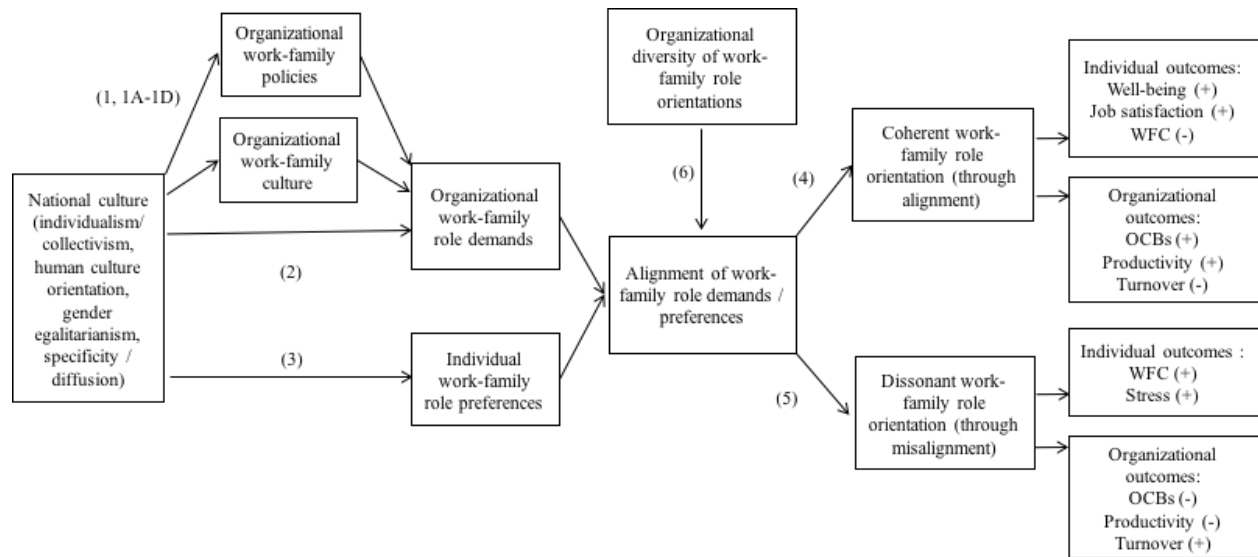 Organizational
work-family
policies
(1, 1A-1D)
Organizational
work-family
culture
National culture
(individualism/
collectivism,
human culture
orientation,
gender
egalitarianism,
specificity /
diffusion)
(2)
(3)
Organizational
work-family
role demands
Individual
work-family
role preferences
Organizational
diversity of work-
family role
orientations
(6)
Alignment of work-
family role demands /
preferences
(4)
(5)
Coherent work-
family role
orientation (through
alignment)
Dissonant work-
family role
orientation (through
misalignment)
Individual outcomes:
Well-being (+)
Job satisfaction (+)
WFC (-)
Organizational
outcomes:
OCBs (+)
Productivity (+)
Turnover (-)
Individual outcomes :
WFC (+)
Stress (+)
Organizational
outcomes:
OCBs (-)
Productivity (-)
Turnover (+)